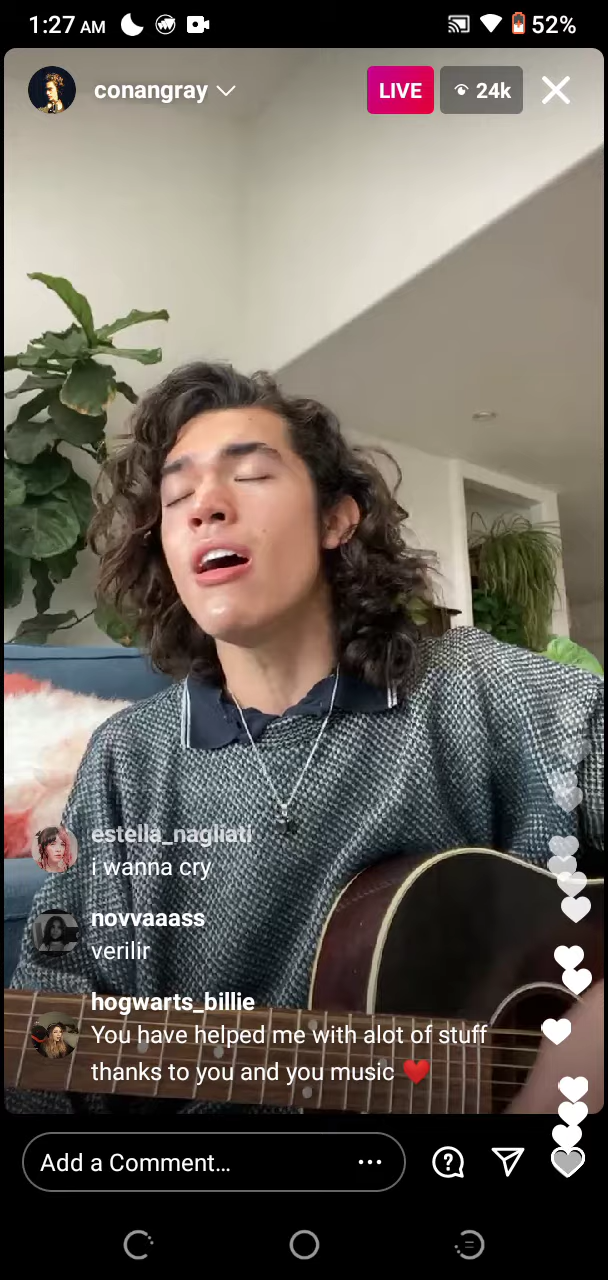 1:27 AM 52%
conangray LIVE 24k
estella_nagliati
i wanna cry
novvaaass
verilir
hogwarts_billie
You have helped me with alot of stuff
thanks to you and you music ❤️
Add a Comment...